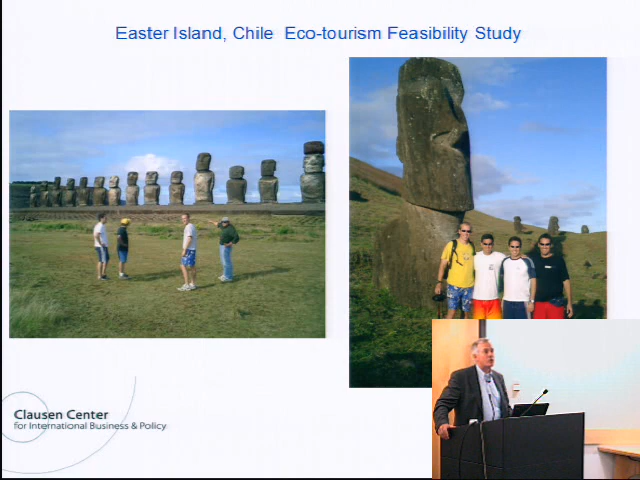 Easter Island, Chile  Eco-tourism Feasibility Study
Clausen Center
for International Business & Policy